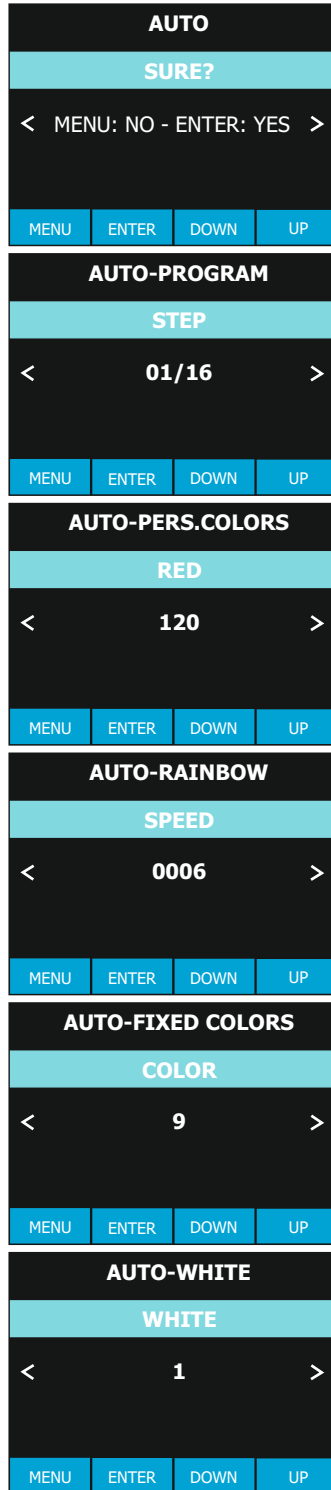 AUTO
SURE?
< MENU: NO - ENTER: YES >
MENU ENTER DOWN UP
AUTO-PROGRAM
STEP
< 01/16 >
MENU ENTER DOWN UP
AUTO-PERS.COLORS
RED
< 120 >
MENU ENTER DOWN UP
AUTO-RAINBOW
SPEED
< 0006 >
MENU ENTER DOWN UP
AUTO-FIXED COLORS
COLOR
< 9 >
MENU ENTER DOWN UP
AUTO-WHITE
WHITE
< 1 >
MENU ENTER DOWN UP